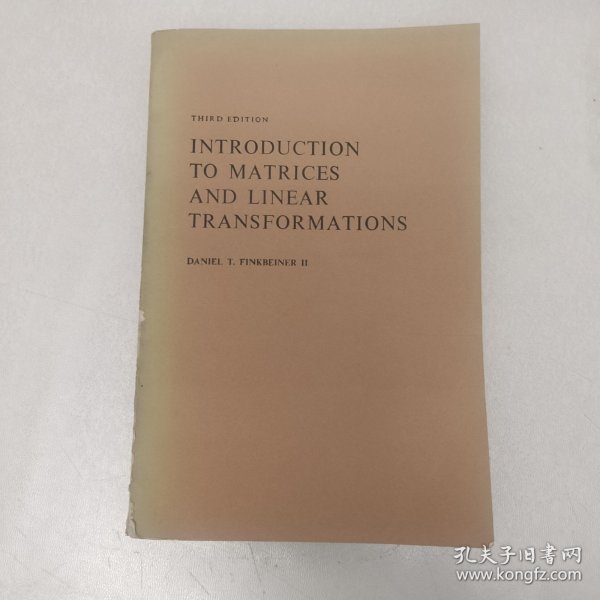 THIRD EDITION
INTRODUCTION
TO MATRICES
AND LINEAR
TRANSFORMATIONS
DANIEL T. FINKBEINER II
孔夫子旧書网
www.kongfz.com